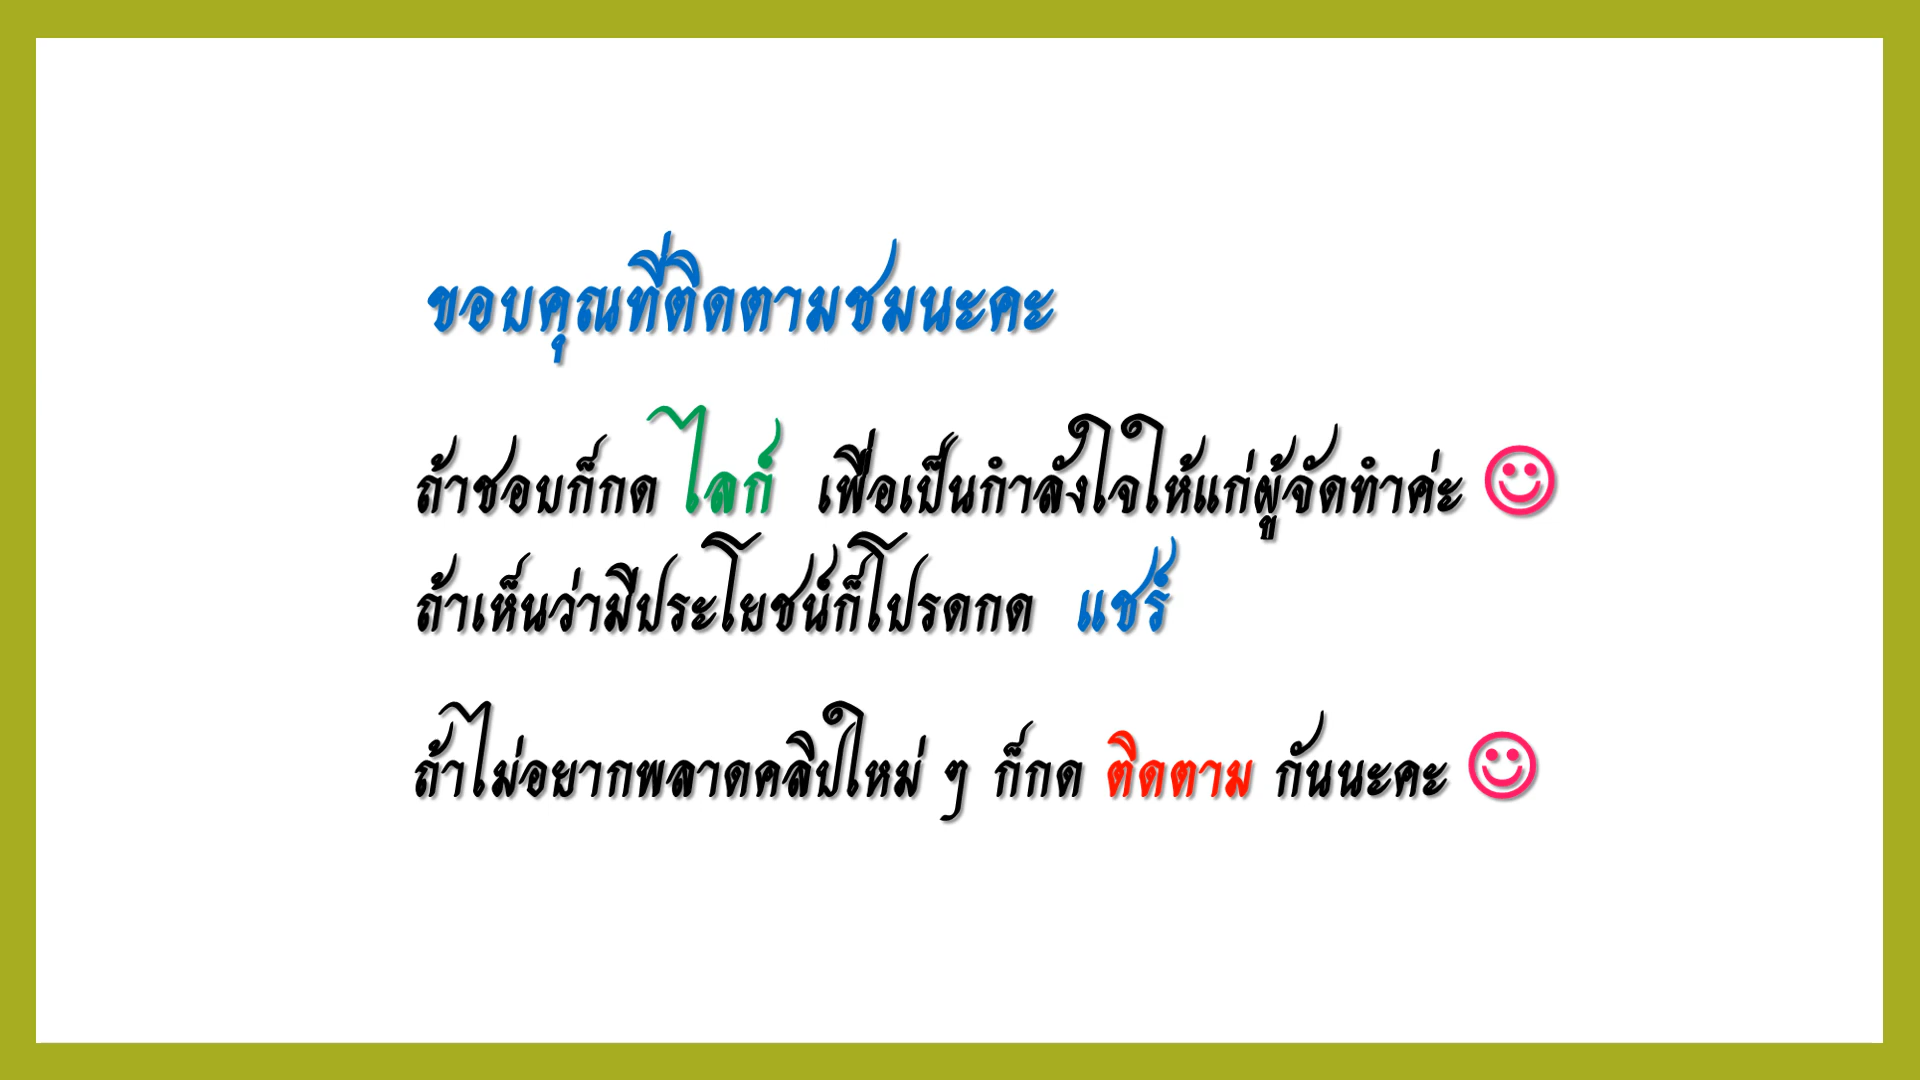 ขอบคุณที่ติดตามชมนะคะ
ถ้าชอบก็กด ไลก์ เพื่อเป็นกำลังใจให้แก่ผู้จัดทำค่ะ ☺
ถ้าเห็นว่ามีประโยชน์ก็โปรดกด แชร์
ถ้าไม่อยากพลาดคลิปใหม่ ๆ ก็กด ติดตาม กันนะคะ ☺